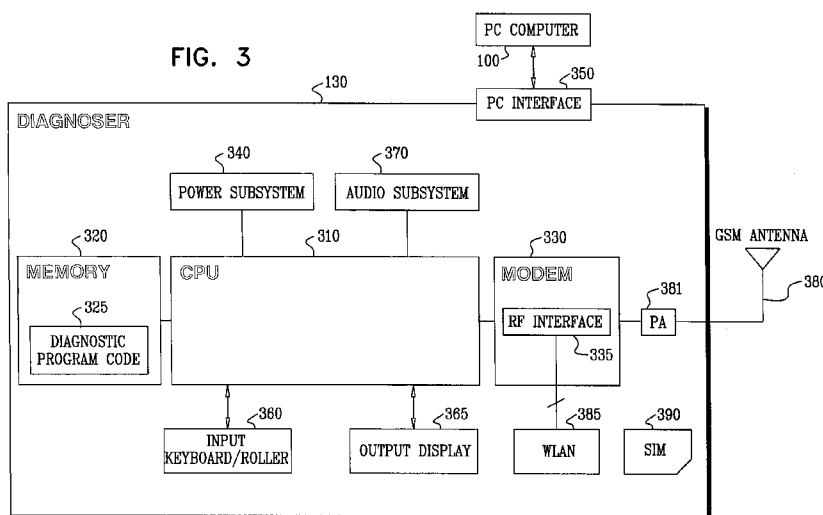 FIG. 3
PC COMPUTER
100
350
PC INTERFACE
130
DIAGNOSER
340
POWER SUBSYSTEM
370
AUDIO SUBSYSTEM
320
MEMORY
325
DIAGNOSTIC
PROGRAM CODE
310
CPU
330
MODEM
RF INTERFACE
335
381
PA
GSM ANTENNA
380
360
INPUT
KEYBOARD/ROLLER
365
OUTPUT DISPLAY
385
WLAN
390
SIM